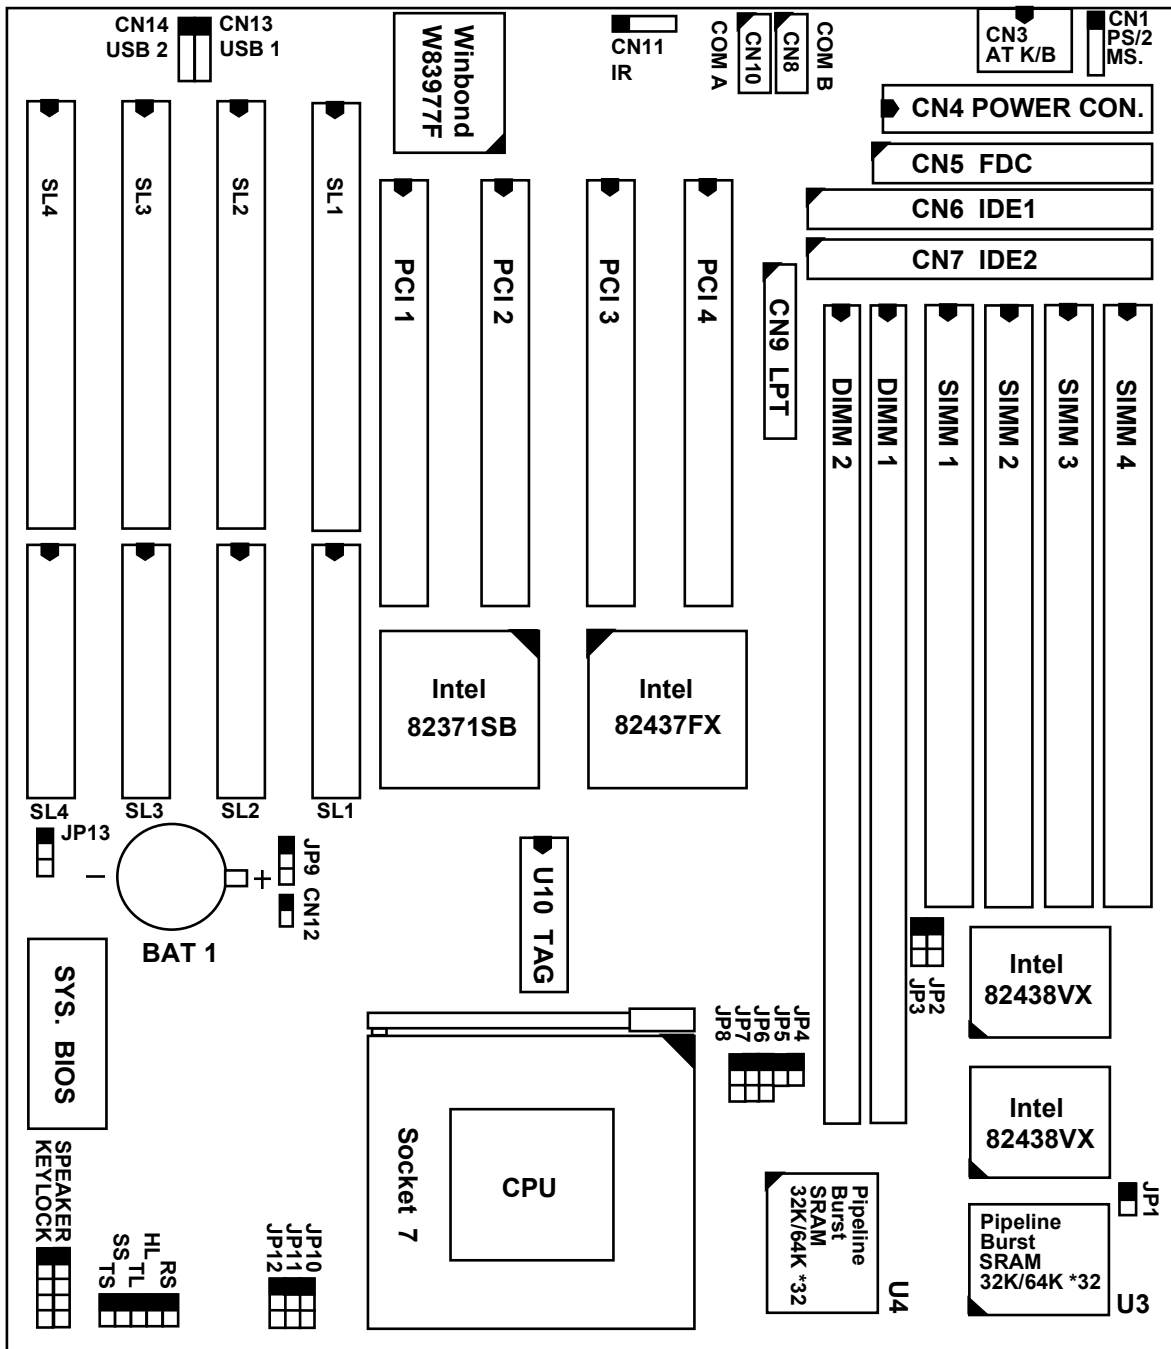 CN14
USB 2
CN13
USB 1
Winbond
W83977F
CN11
IR
COM A
CN10
CN8
COM B
CN3
AT K/B
CN1
PS/2
MS.
CN4 POWER CON.
CN5 FDC
CN6 IDE1
CN7 IDE2
SL4
SL3
SL2
SL1
PCI 1
PCI 2
PCI 3
PCI 4
CN9 LPT
DIMM 2
DIMM 1
SIMM 1
SIMM 2
SIMM 3
SIMM 4
Intel
82371SB
Intel
82437FX
SL4
SL3
SL2
SL1
JP13
–
+
BAT 1
JP9 CN12
U10 TAG
SYS. BIOS
JP2
JP3
Intel
82438VX
JP4
JP5
JP6
JP7
JP8
Intel
82438VX
Socket 7
CPU
SPEAKER
KEYLOCK
HL RS
SS TL
TS
JP10
JP11
JP12
Pipeline
Burst
SRAM
32K/64K *32
U4
JP1
Pipeline
Burst
SRAM
32K/64K *32
U3